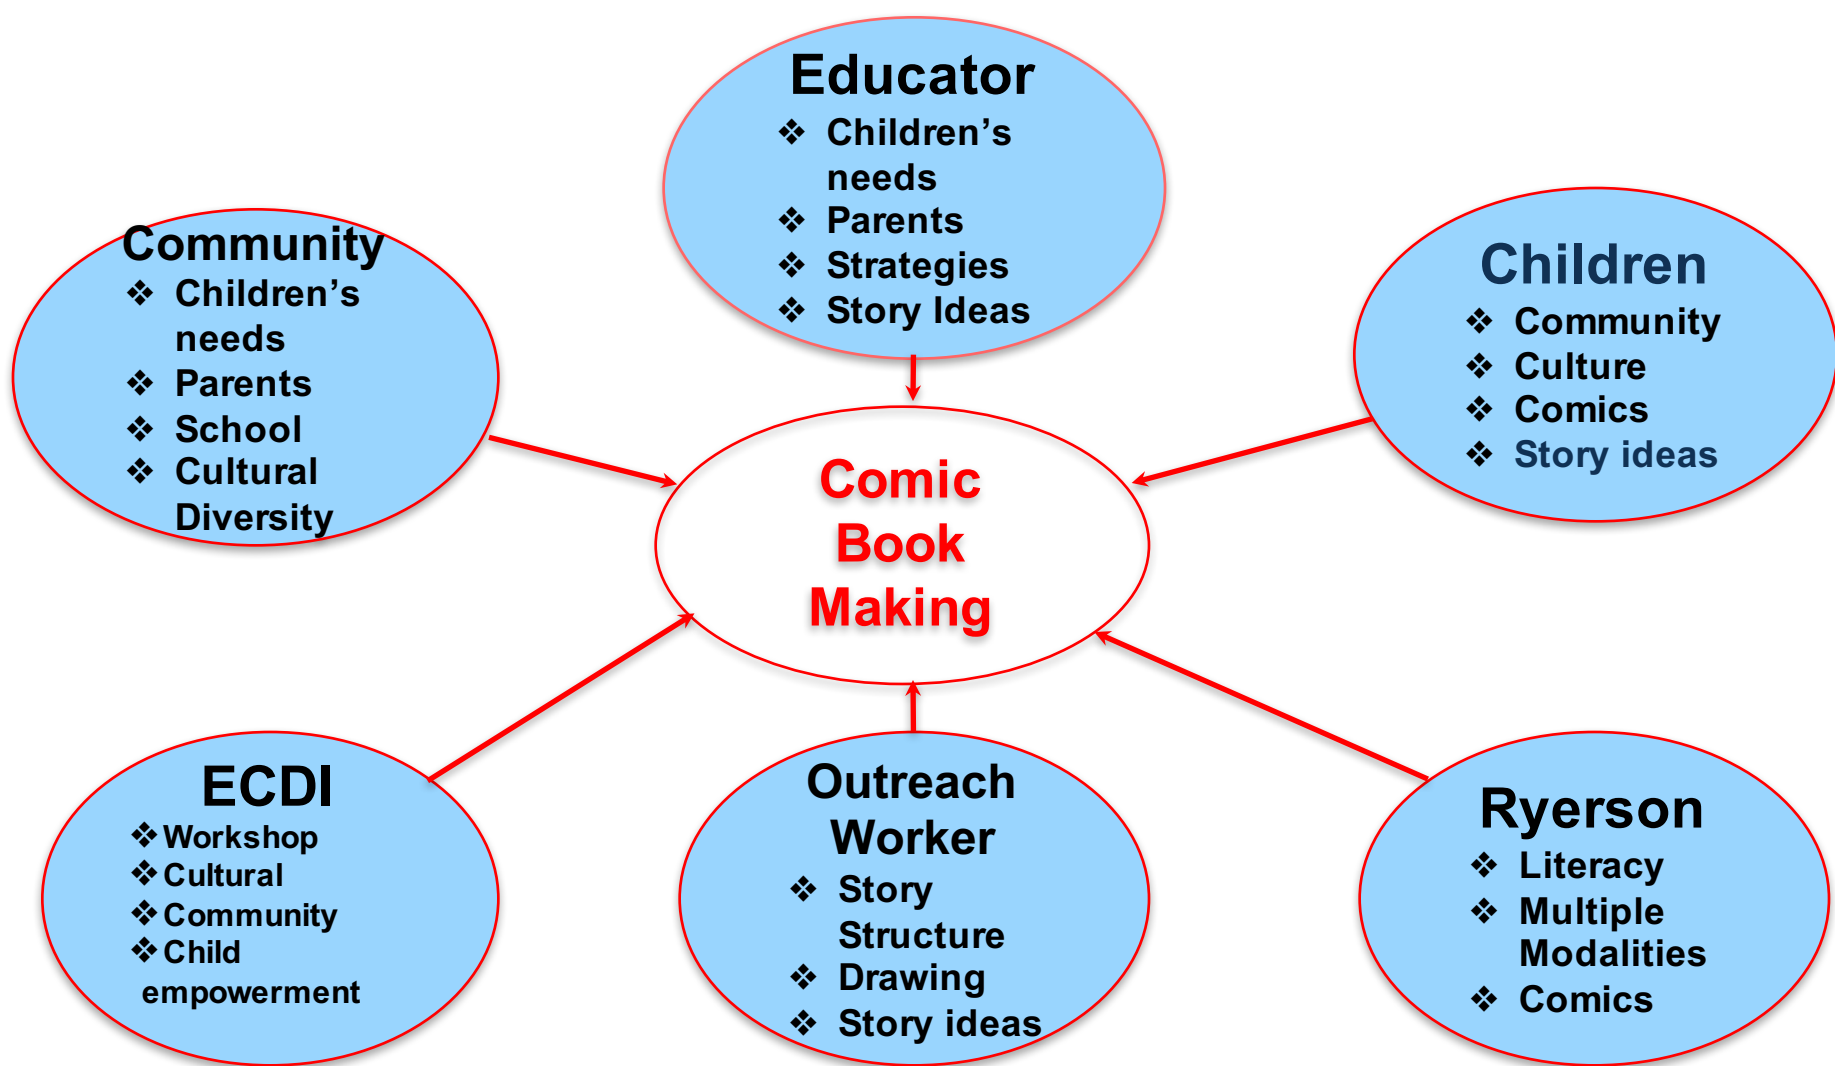 Educator
❖ Children’s
needs
❖ Parents
❖ Strategies
❖ Story Ideas
Community
❖ Children’s
needs
❖ Parents
❖ School
❖ Cultural
Diversity
Children
❖ Community
❖ Culture
❖ Comics
❖ Story ideas
Comic
Book
Making
ECDI
❖ Workshop
❖ Cultural
❖ Community
❖ Child
empowerment
Outreach
Worker
❖ Story
Structure
❖ Drawing
❖ Story ideas
Ryerson
❖ Literacy
❖ Multiple
Modalities
❖ Comics